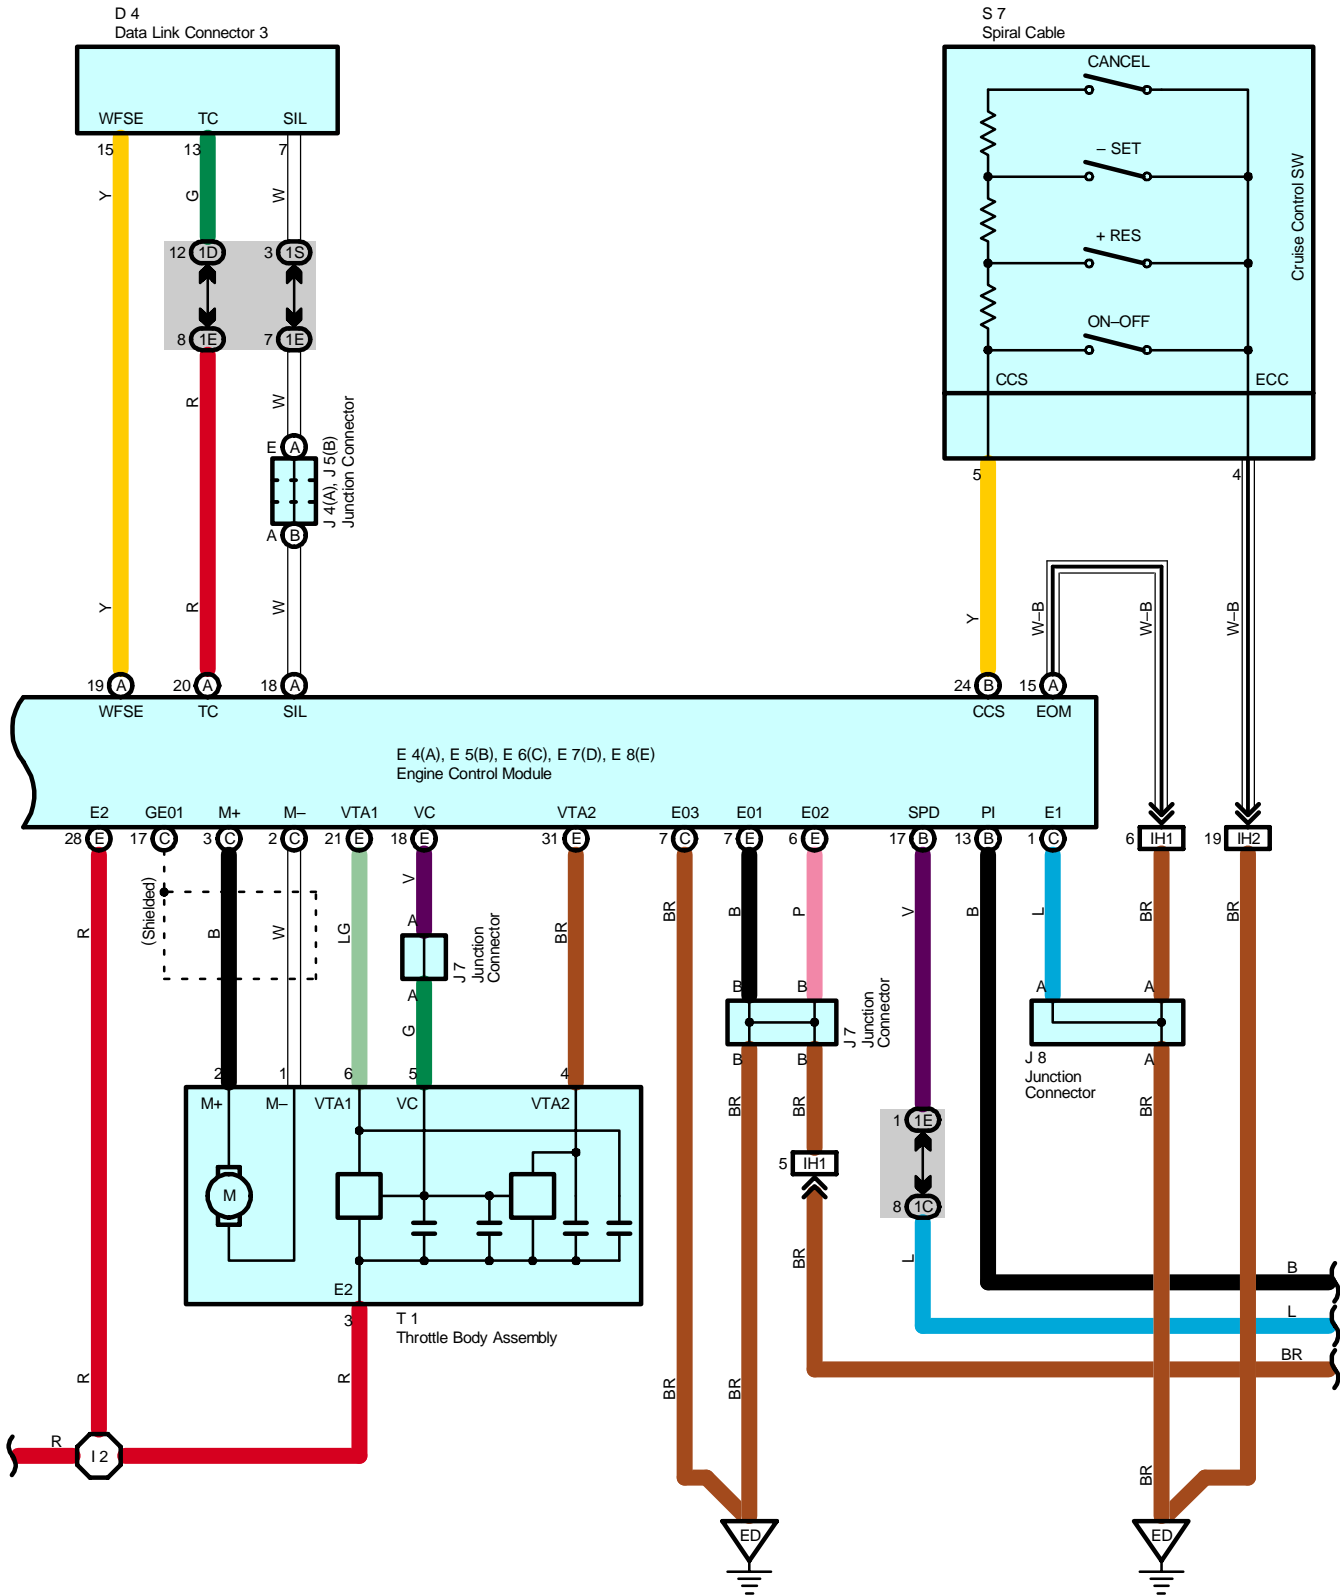 D 4
Data Link Connector 3
S 7
Spiral Cable
CANCEL
– SET
+ RES
ON–OFF
Cruise Control SW
CCS ECC
WFSE TC SIL
15 13 7
Y G W
12 1D 3 1S
8 1E 7 1E
R W
E A
J 4(A), J 5(B)
Junction Connector
A B
5 4
Y R W Y W–B W–B W–B
19 A 20 A 18 A 24 B 15 A
WFSE TC SIL CCS EOM
E 4(A), E 5(B), E 6(C), E 7(D), E 8(E)
Engine Control Module
E2 GE01 M+ M– VTA1 VC VTA2 E03 E01 E02 SPD PI E1
28 E 17 C 3 C 2 C 21 E 18 E 31 E 7 C 7 E 6 E 17 B 13 B 1 C 6 IH1 19 IH2
(Shielded)
R B W LG V BR BR B P V B L BR BR
A
J 7
Junction
Connector
A
G
B B
J 7
Junction
Connector
B B
A A
J 8
Junction
Connector
A
2 1 6 5 4
M+ M– VTA1 VC VTA2
M
E2
3
T 1
Throttle Body Assembly
BR BR BR
5 IH1
1 1E
8 1C
BR L
B
L
BR
R R BR BR
R
I 2
BR
ED ED